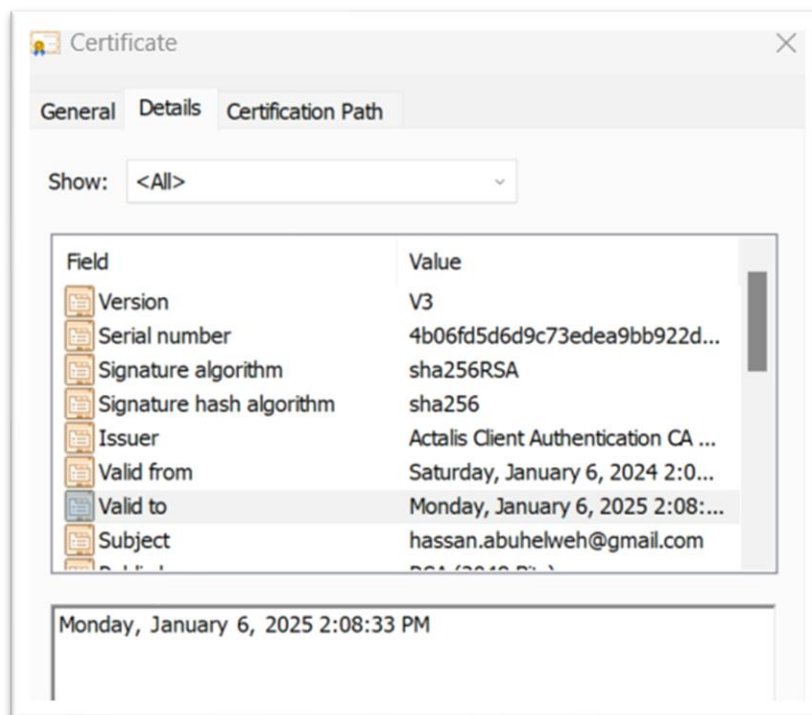 Certificate
General Details Certification Path
Show: <All>
Field Value
Version V3
Serial number 4b06fd5d6d9c73edea9bb922d...
Signature algorithm sha256RSA
Signature hash algorithm sha256
Issuer Actalis Client Authentication CA ...
Valid from Saturday, January 6, 2024 2:0...
Valid to Monday, January 6, 2025 2:08:...
Subject hassan.abuhelweh@gmail.com
Monday, January 6, 2025 2:08:33 PM